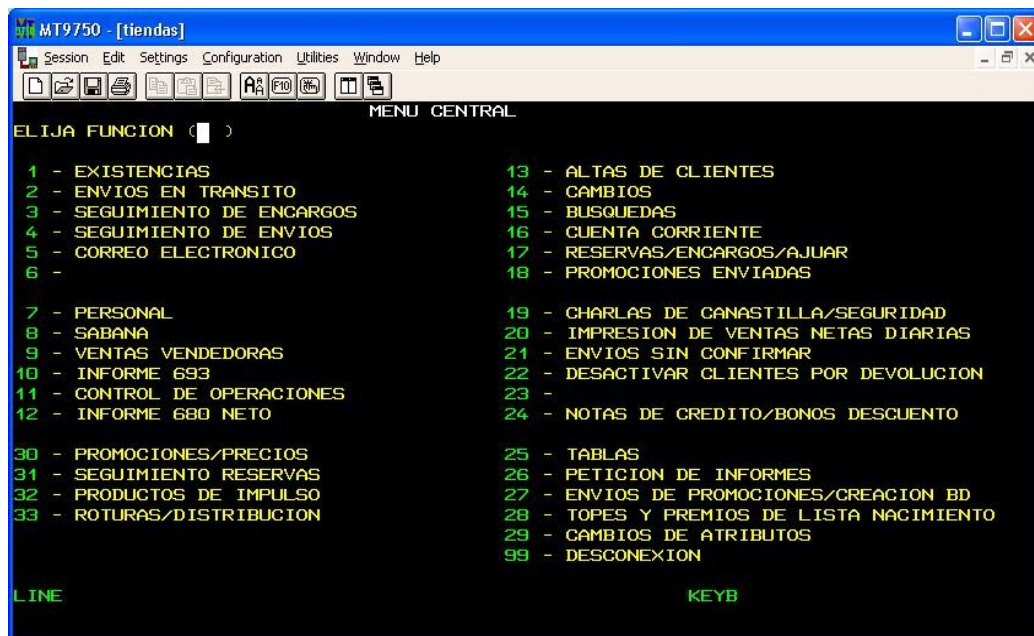 MT9750 - [tiendas]
Session Edit Settings Configuration Utilities Window Help
MENU CENTRAL
ELIJA FUNCION ( )
1 - EXISTENCIAS
2 - ENVIOS EN TRANSITO
3 - SEGUIMIENTO DE ENCARGOS
4 - SEGUIMIENTO DE ENVIOS
5 - CORREO ELECTRONICO
6 -
7 - PERSONAL
8 - SABANA
9 - VENTAS VENDEDORAS
10 - INFORME 693
11 - CONTROL DE OPERACIONES
12 - INFORME 680 NETO
30 - PROMOCIONES/PRECIOS
31 - SEGUIMIENTO RESERVAS
32 - PRODUCTOS DE IMPULSO
33 - ROTURAS/DISTRIBUCION
13 - ALTAS DE CLIENTES
14 - CAMBIOS
15 - BUSQUEDAS
16 - CUENTA CORRIENTE
17 - RESERVAS/ENCARGOS/AJUAR
18 - PROMOCIONES ENVIADAS
19 - CHARLAS DE CANASTILLA/SEGURIDAD
20 - IMPRESION DE VENTAS NETAS DIARIAS
21 - ENVIOS SIN CONFIRMAR
22 - DESACTIVAR CLIENTES POR DEVOLUCION
23 -
24 - NOTAS DE CREDITO/BONOS DESCUENTO
25 - TABLAS
26 - PETICION DE INFORMES
27 - ENVIOS DE PROMOCIONES/CREACION BD
28 - TOPES Y PREMIOS DE LISTA NACIMIENTO
29 - CAMBIOS DE ATRIBUTOS
99 - DESCONEXION
LINE KEYB